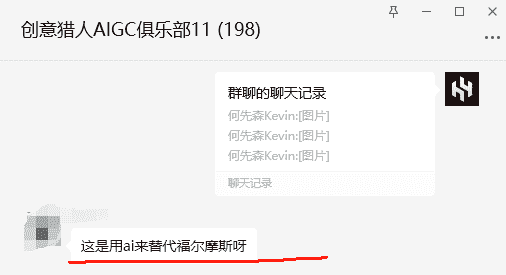 创意猎人AIGC俱乐部11 (198)
群聊的聊天记录
何先森Kevin:[图片]
何先森Kevin:[图片]
何先森Kevin:[图片]
聊天记录
这是用ai来替代福尔摩斯呀